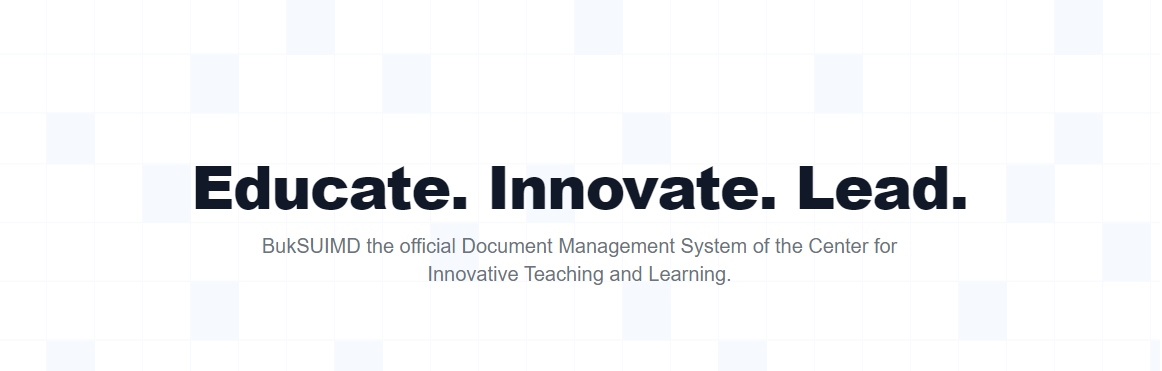 Educate. Innovate. Lead.
BukSUIMD the official Document Management System of the Center for
Innovative Teaching and Learning.